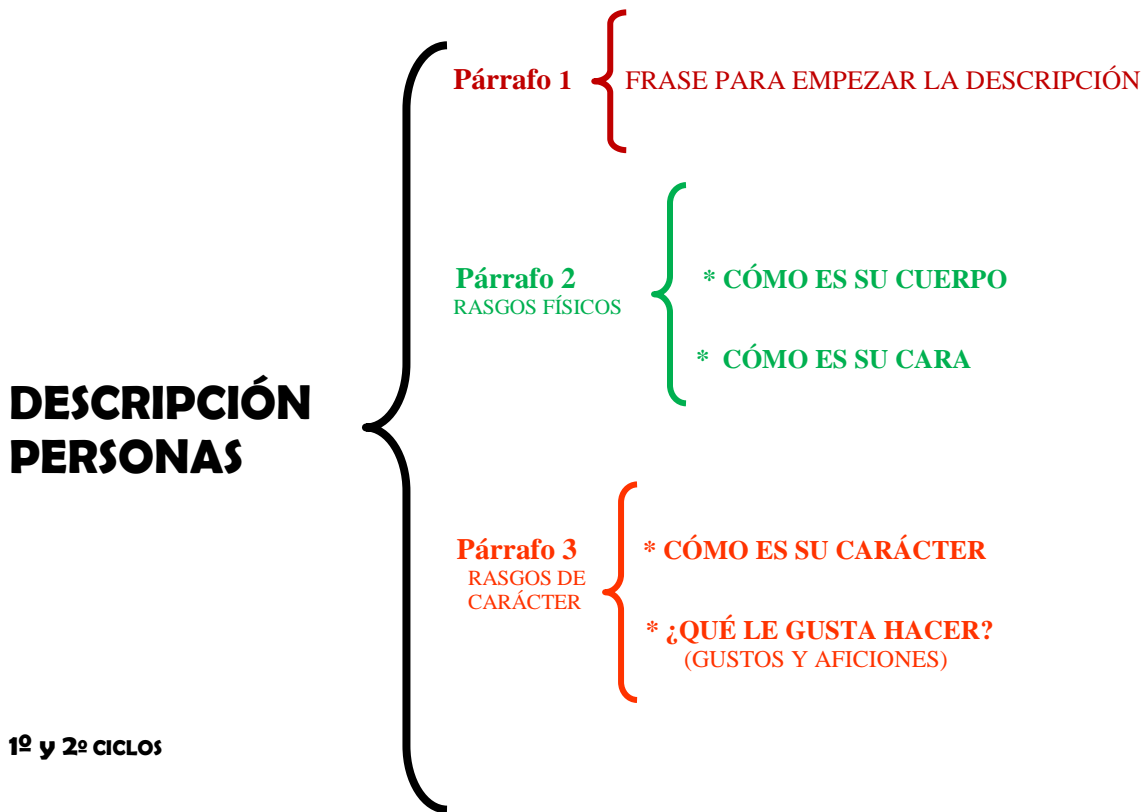 Párrafo 1
FRASE PARA EMPEZAR LA DESCRIPCIÓN
Párrafo 2
RASGOS FÍSICOS
* CÓMO ES SU CUERPO
* CÓMO ES SU CARA
DESCRIPCIÓN
PERSONAS
Párrafo 3
RASGOS DE
CARÁCTER
* CÓMO ES SU CARÁCTER
* ¿QUÉ LE GUSTA HACER?
(GUSTOS Y AFICIONES)
1º y 2º CICLOS